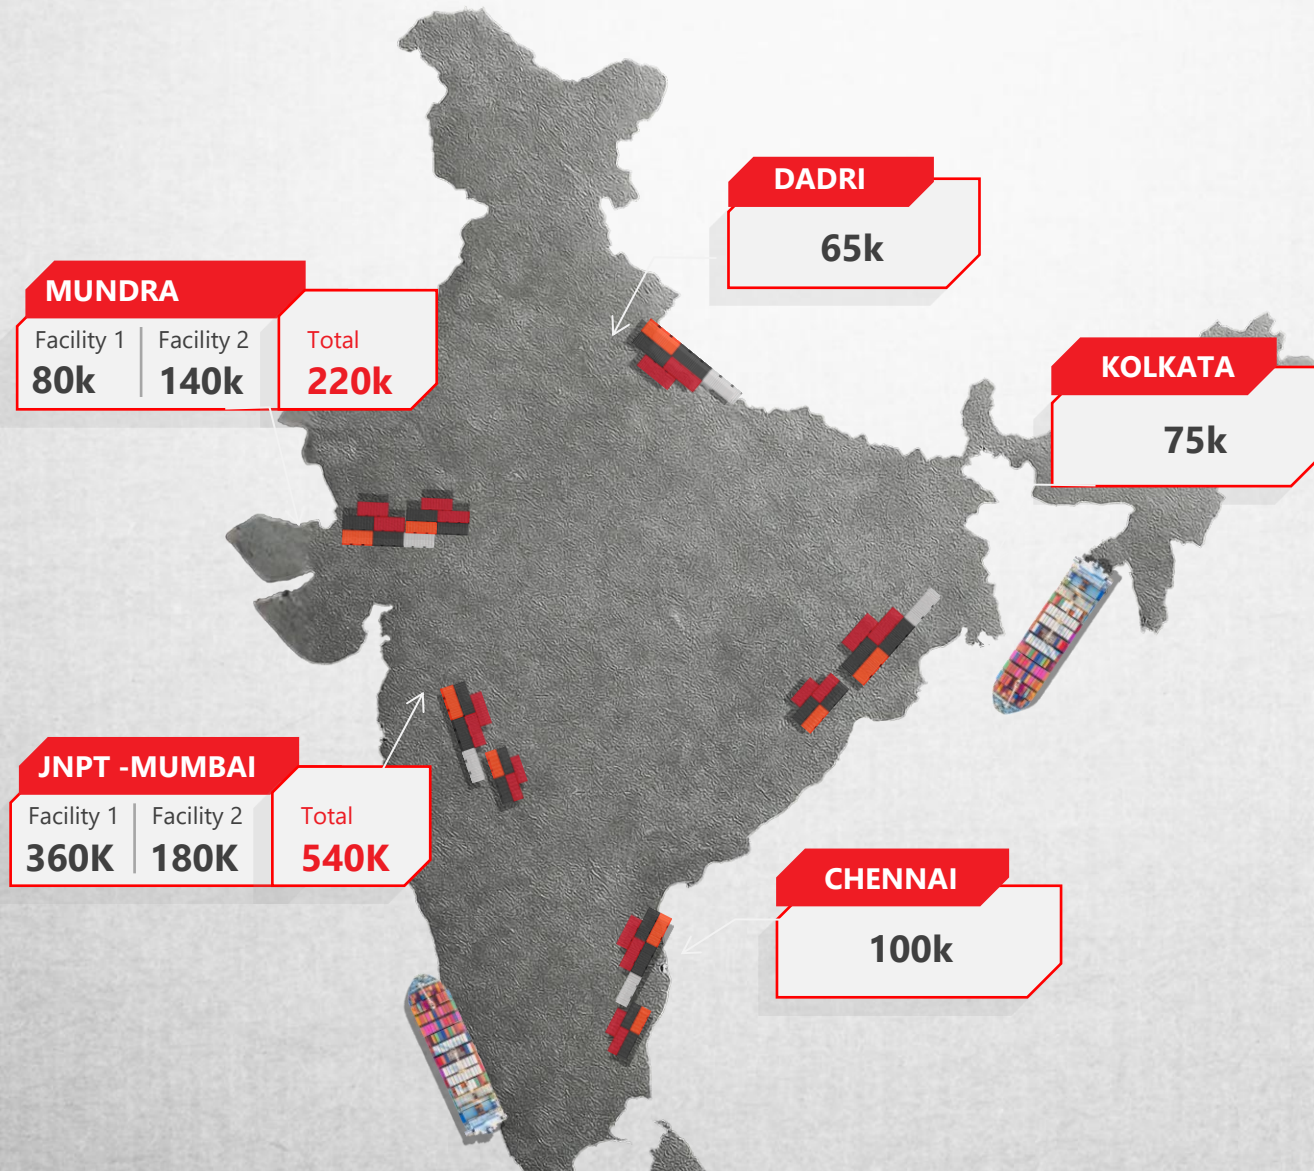 DADRI
65k
MUNDRA
Facility 1 Facility 2 Total
80k 140k 220k
KOLKATA
75k
JNPT -MUMBAI
Facility 1 Facility 2 Total
360K 180K 540K
CHENNAI
100k